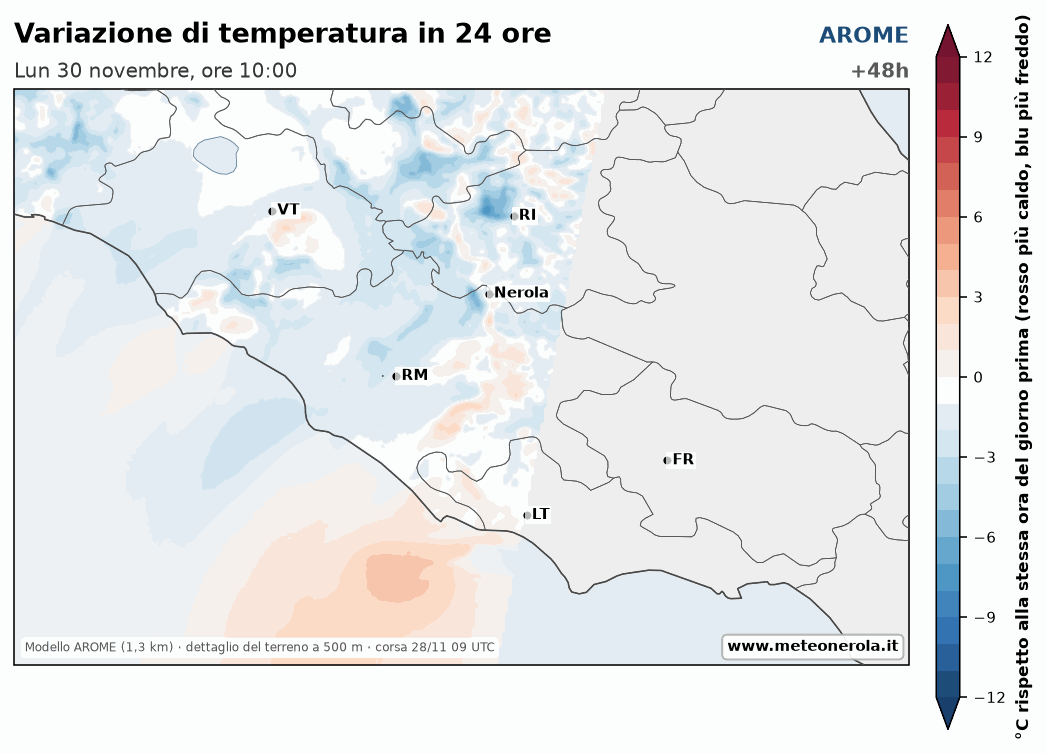 Variazione di temperatura in 24 ore
AROME
Lun 30 novembre, ore 10:00
+48h
VT
RI
Nerola
RM
FR
LT
Modello AROME (1,3 km) · dettaglio del terreno a 500 m · corsa 28/11 09 UTC
www.meteonerola.it
12
9
6
3
0
−3
−6
−9
−12
°C rispetto alla stessa ora del giorno prima (rosso più caldo, blu più freddo)